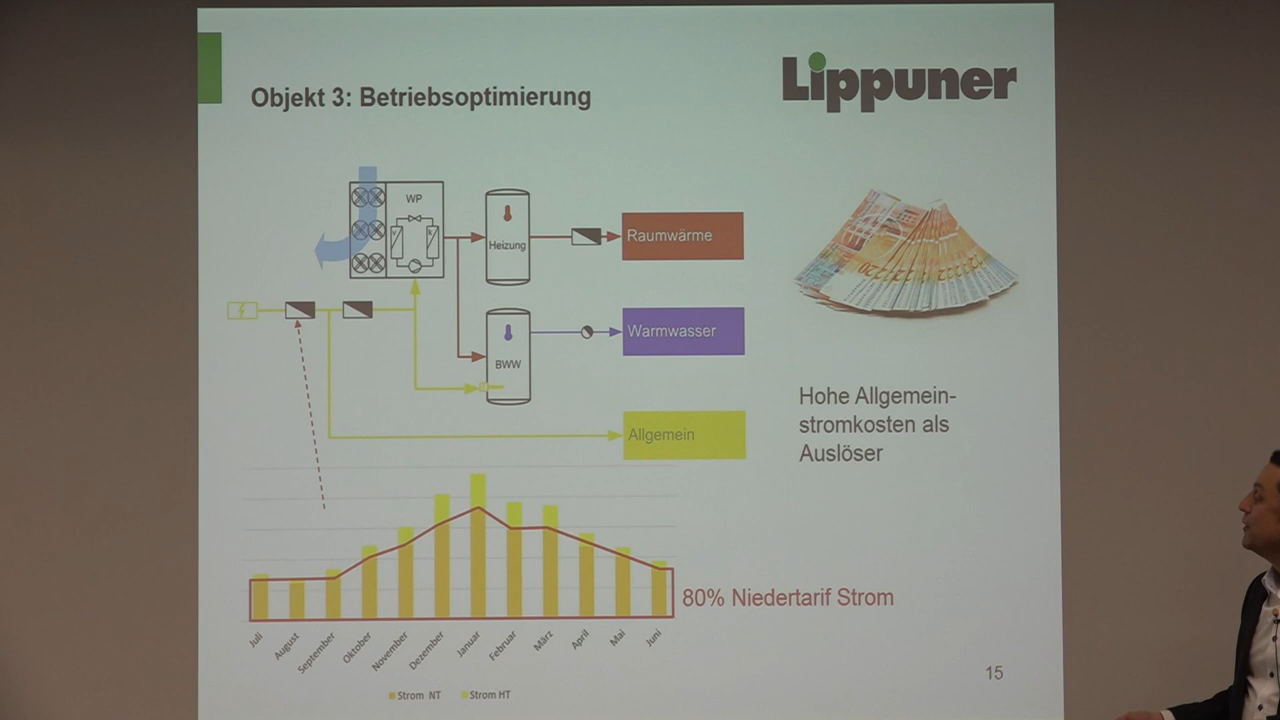 Lippuner
Objekt 3: Betriebsoptimierung
WP
Heizung
Raumwärme
BWW
Warmwasser
Allgemein
Hohe Allgemein-
stromkosten als
Auslöser
80% Niedertarif Strom
Juli
August
September
Oktober
November
Dezember
Januar
Februar
März
April
Mai
Juni
Strom NT
Strom HT
15